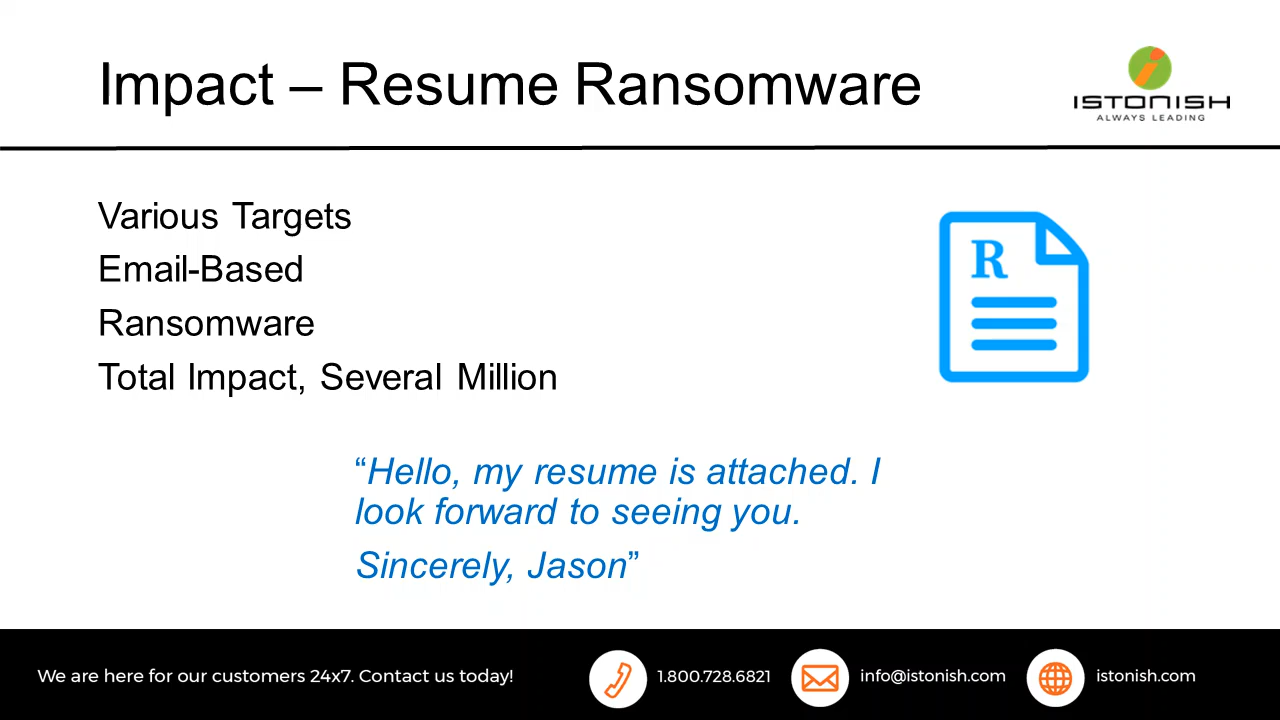 Impact – Resume Ransomware
ISTONISH
ALWAYS LEADING
Various Targets
Email-Based
Ransomware
Total Impact, Several Million
R
“Hello, my resume is attached. I
look forward to seeing you.
Sincerely, Jason”
We are here for our customers 24x7. Contact us today!
1.800.728.6821
info@istonish.com
istonish.com